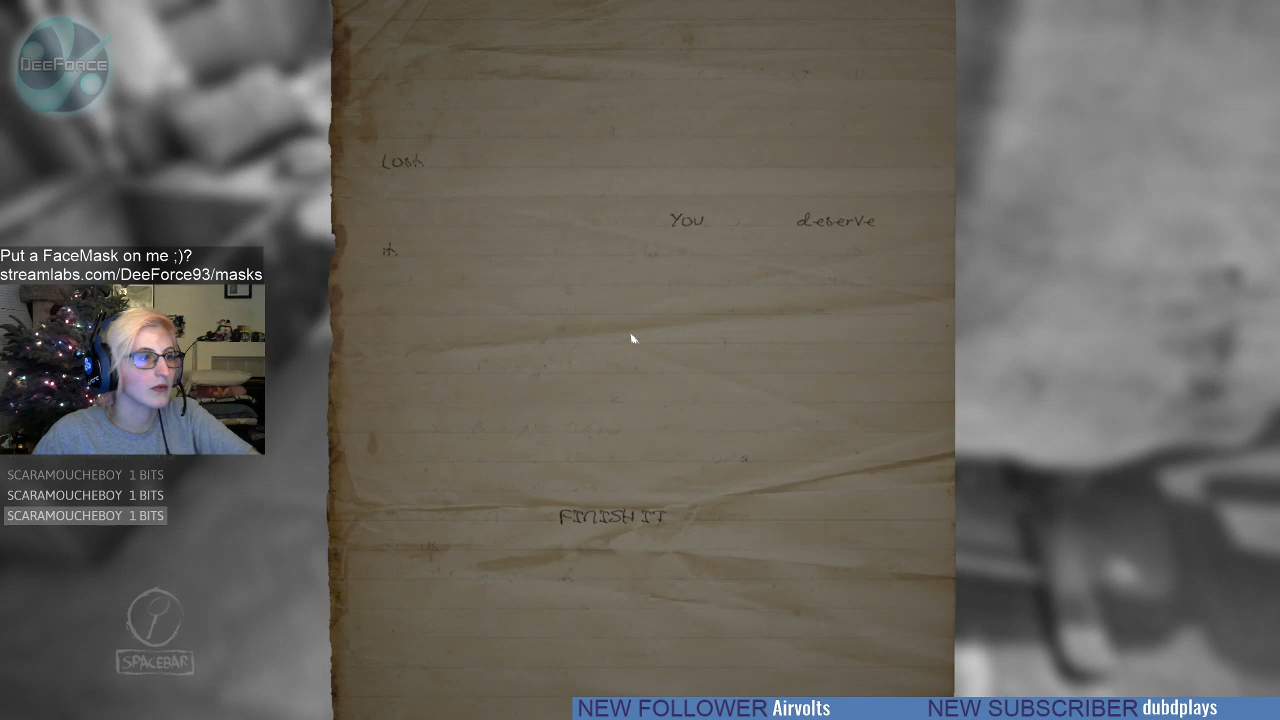 DEEFORCE
Lost.
You deserve
it.
Put a FaceMask on me ;)?
streamlabs.com/DeeForce93/masks
SCARAMOUCHEBOY 1 BITS
SCARAMOUCHEBOY 1 BITS
SCARAMOUCHEBOY 1 BITS
FINISH IT
SPACEBAR
NEW FOLLOWER Airvolts NEW SUBSCRIBER dubdplays